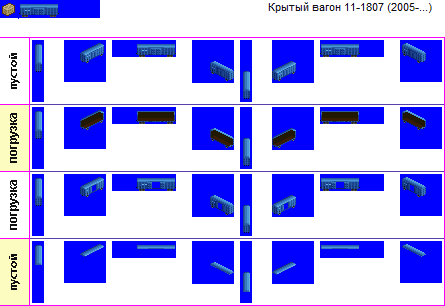 Крытый вагон 11-1807 (2005-...)
пустой
погрузка
погрузка
пустой